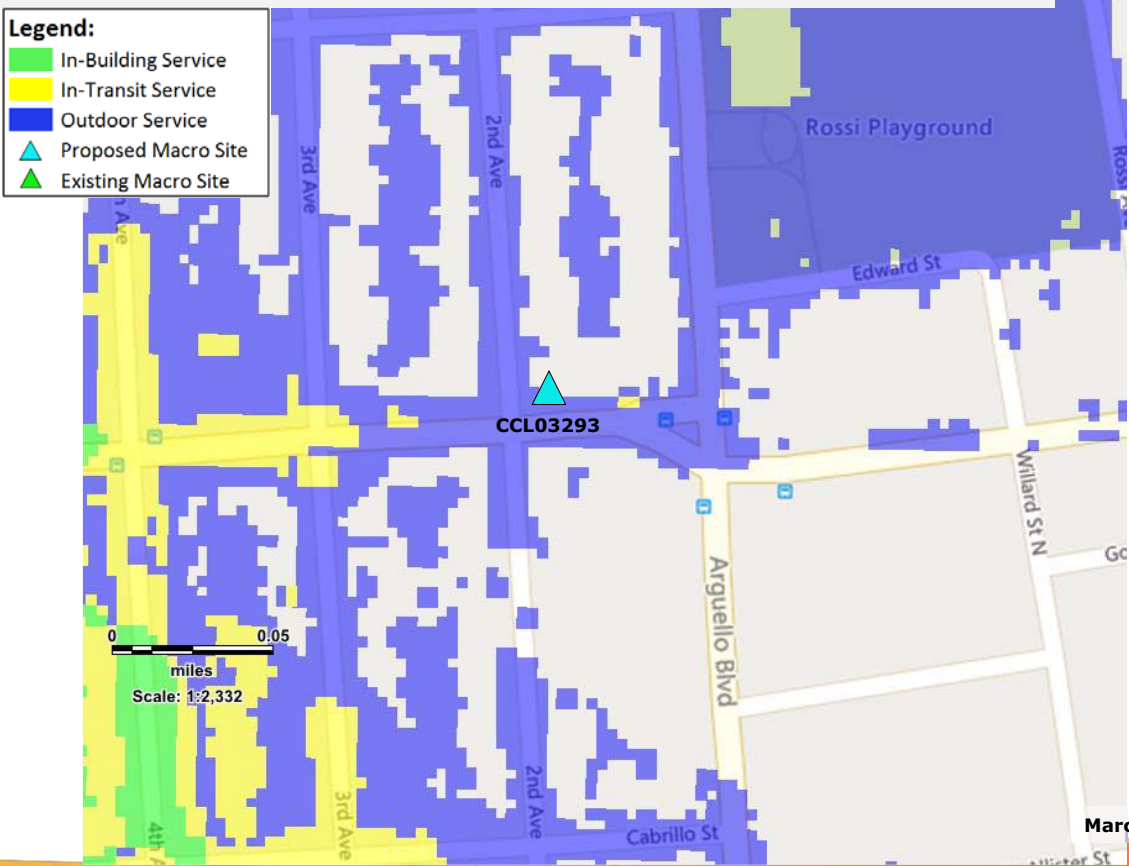 Legend:
In-Building Service
In-Transit Service
Outdoor Service
Proposed Macro Site
Existing Macro Site
3rd Ave
2nd Ave
Rossi Playground
Edward St
CCL03293
Willard St N
Arguello Blvd
0 0.05
miles
Scale: 1:2,332
4th
3rd Ave
2nd Ave
Cabrillo St